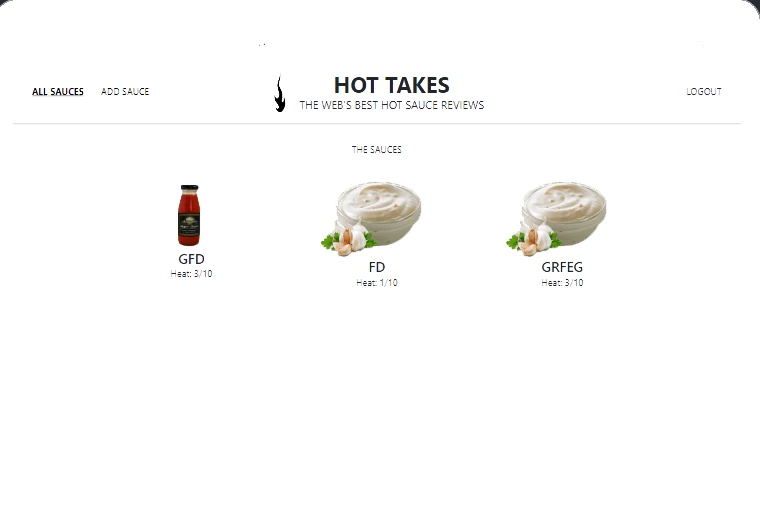 ALL SAUCES ADD SAUCE
HOT TAKES
THE WEB'S BEST HOT SAUCE REVIEWS
LOGOUT
THE SAUCES
GFD
Heat: 3/10
FD
Heat: 1/10
GRFEG
Heat: 3/10